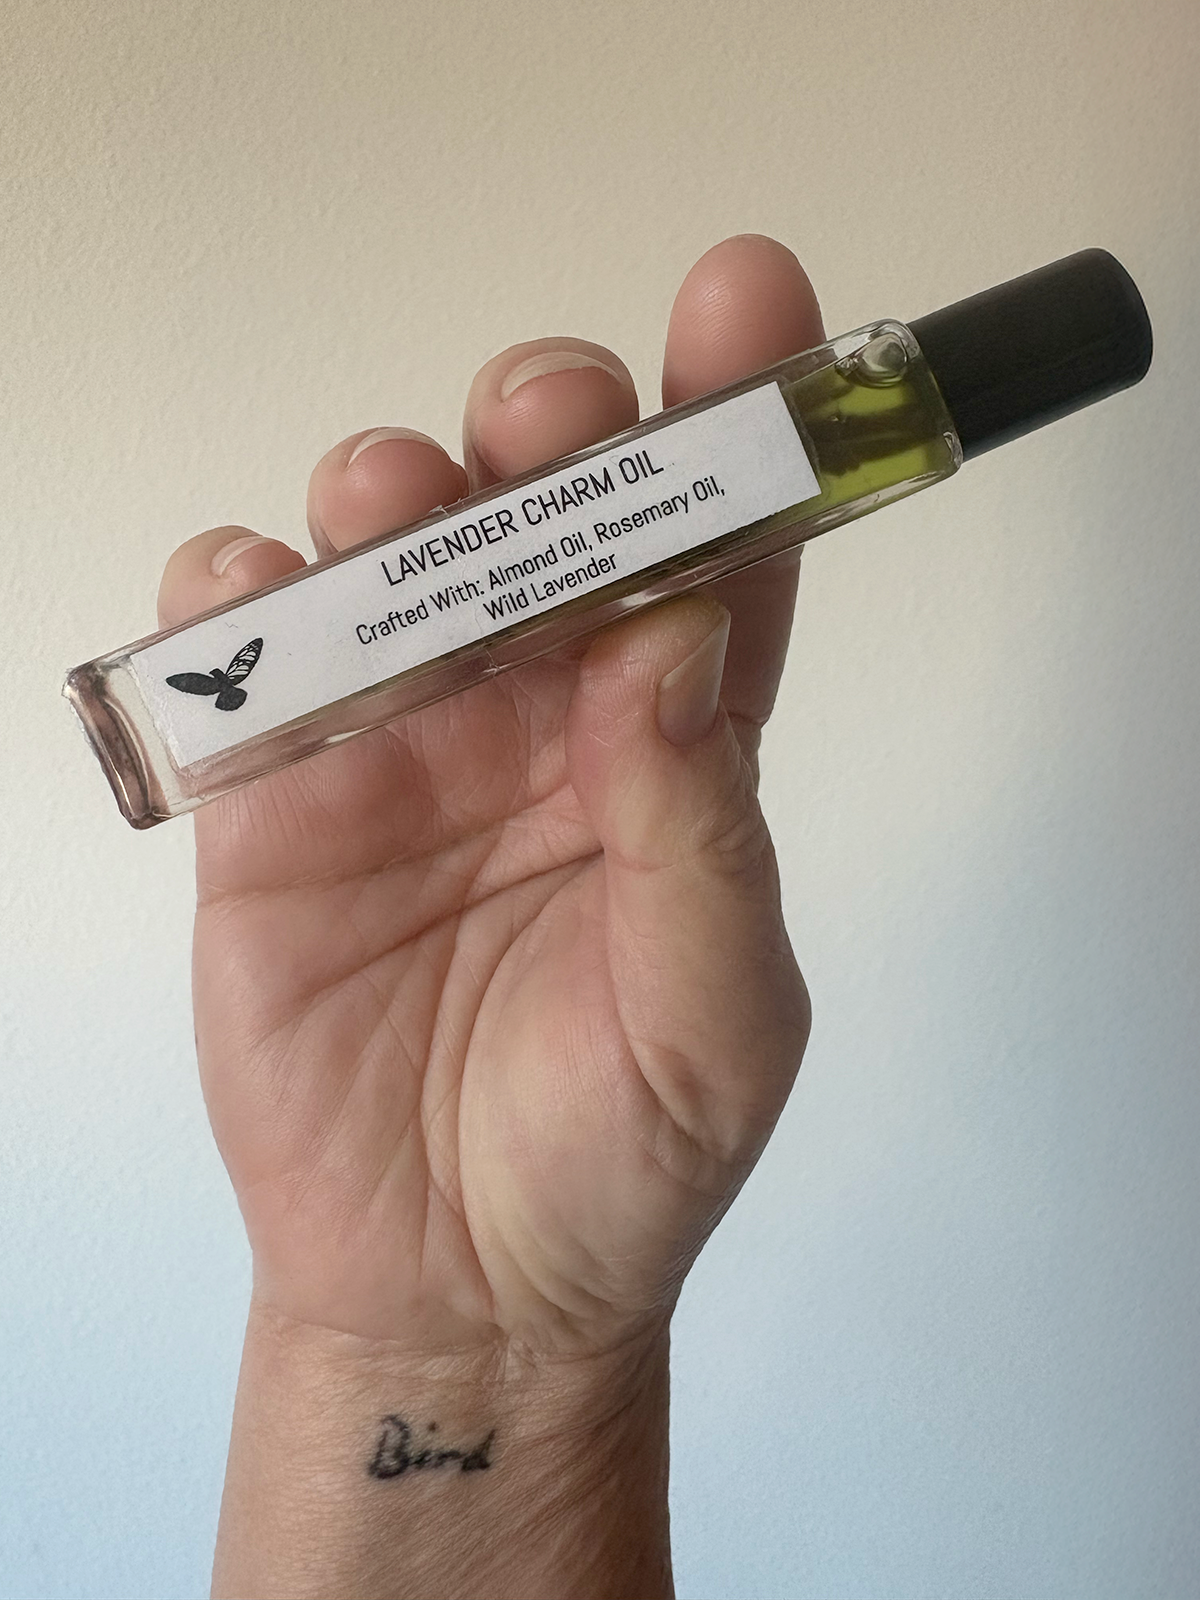 LAVENDER CHARM OIL
Crafted With: Almond Oil, Rosemary Oil,
Wild Lavender
Bird